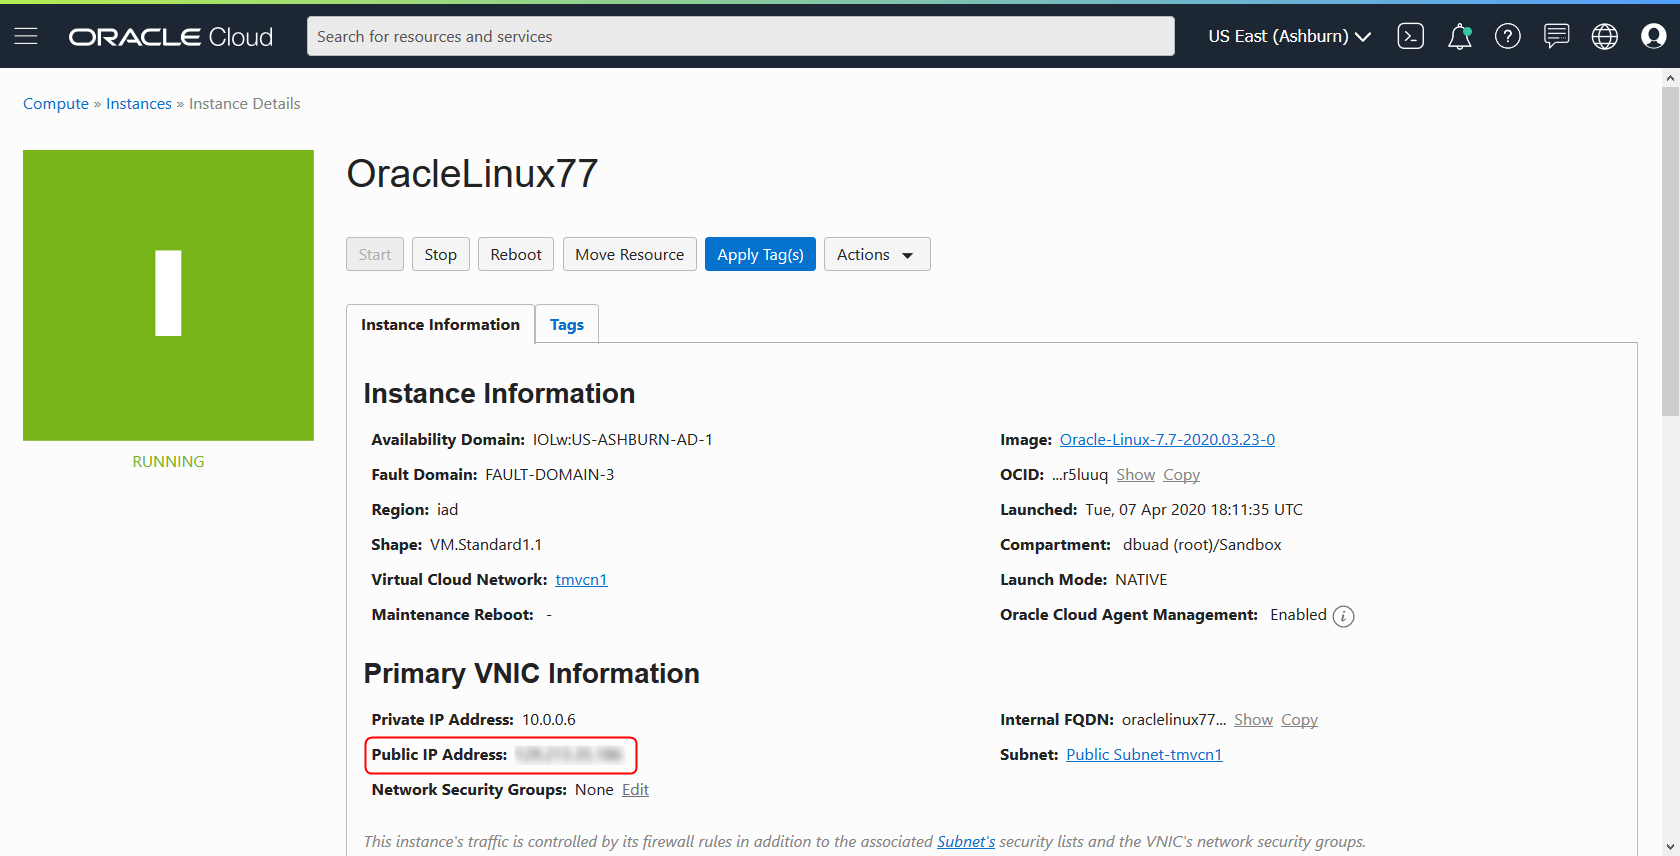 ORACLE Cloud
Search for resources and services
US East (Ashburn)
Compute » Instances » Instance Details
OracleLinux77
Start Stop Reboot Move Resource Apply Tag(s) Actions
Instance Information Tags
Instance Information
Availability Domain: IOLw:US-ASHBURN-AD-1
Fault Domain: FAULT-DOMAIN-3
Region: iad
Shape: VM.Standard1.1
Virtual Cloud Network: tmvcn1
Maintenance Reboot: -
Image: Oracle-Linux-7.7-2020.03.23-0
OCID: ...r5luuq Show Copy
Launched: Tue, 07 Apr 2020 18:11:35 UTC
Compartment: dbuad (root)/Sandbox
Launch Mode: NATIVE
Oracle Cloud Agent Management: Enabled i
RUNNING
Primary VNIC Information
Private IP Address: 10.0.0.6
Public IP Address:
Network Security Groups: None Edit
Internal FQDN: oraclelinux77... Show Copy
Subnet: Public Subnet-tmvcn1
This instance's traffic is controlled by its firewall rules in addition to the associated Subnet's security lists and the VNIC's network security groups.